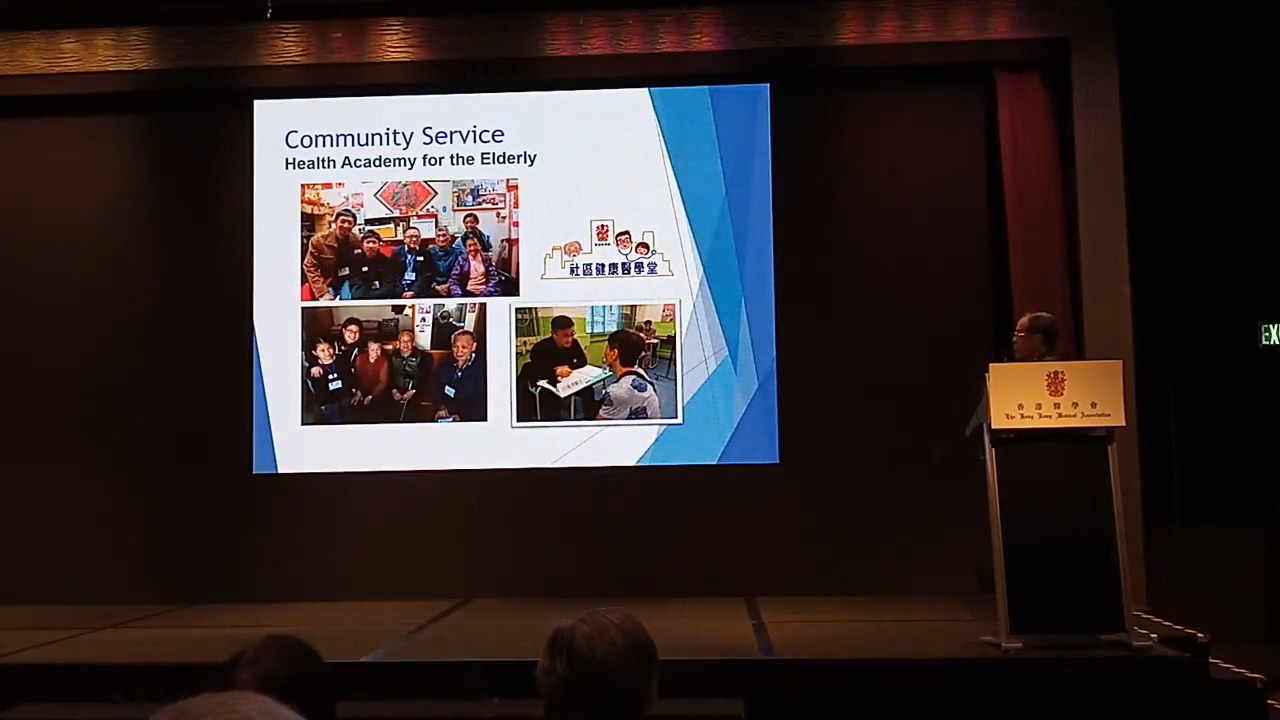 Community Service
Health Academy for the Elderly
社區健康醫學堂
香港醫學會
The Hong Kong Medical Association
EX